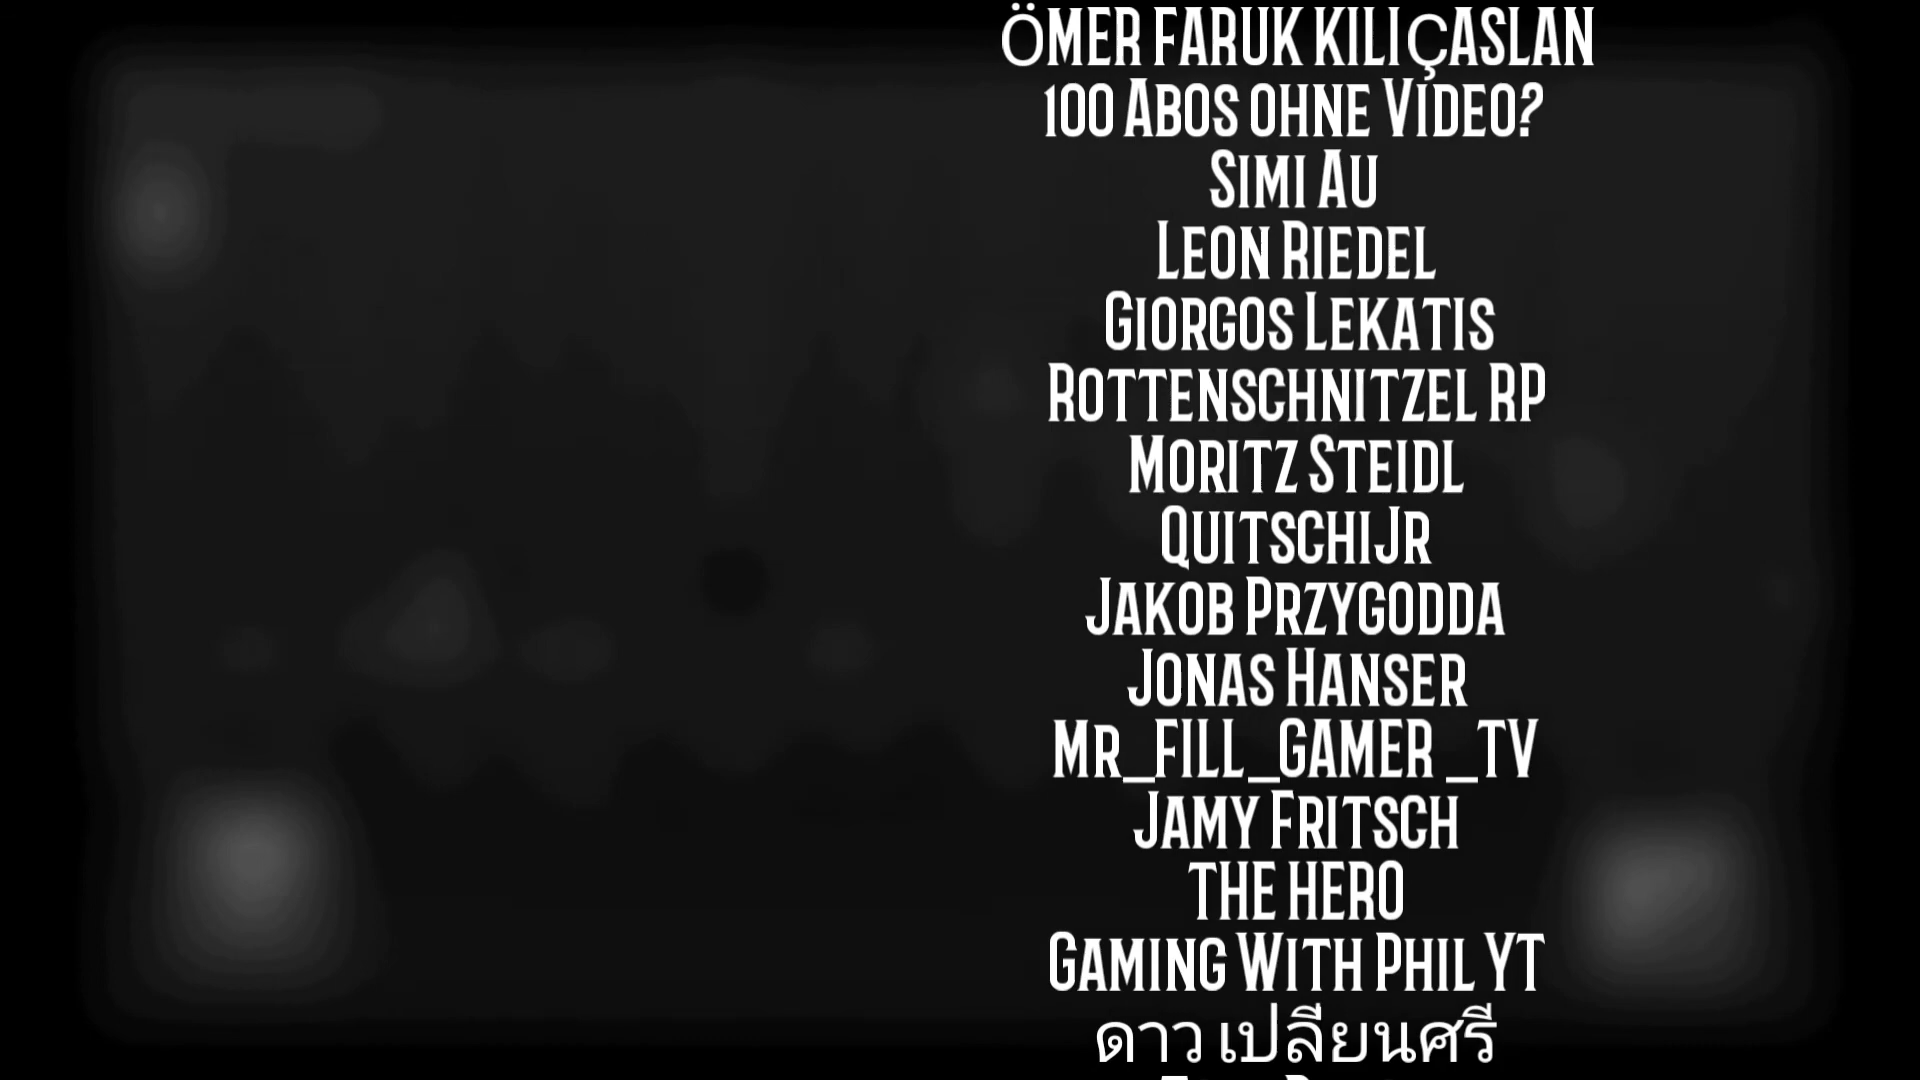 ÖMER FARUK KILIÇASLAN
100 Abos ohne Video?
Simi Au
Leon Riedel
Giorgos Lekatis
Rottenschnitzel RP
Moritz Steidl
QuitschiJr
Jakob Przygodda
Jonas Hanser
Mr_FILL_GAMER _TV
Jamy Fritsch
THE HERO
Gaming With Phil YT
ดาว เปลียนศรี